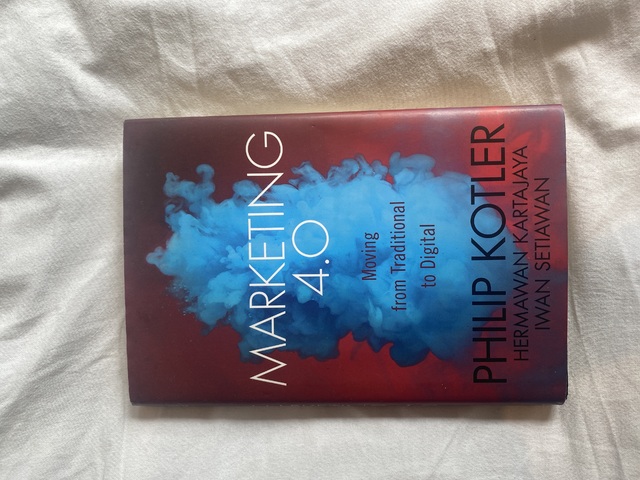 MARKETING
4.0
Moving
from Traditional
to Digital
PHILIP KOTLER
HERMAWAN KARTAJAYA
IWAN SETIAWAN